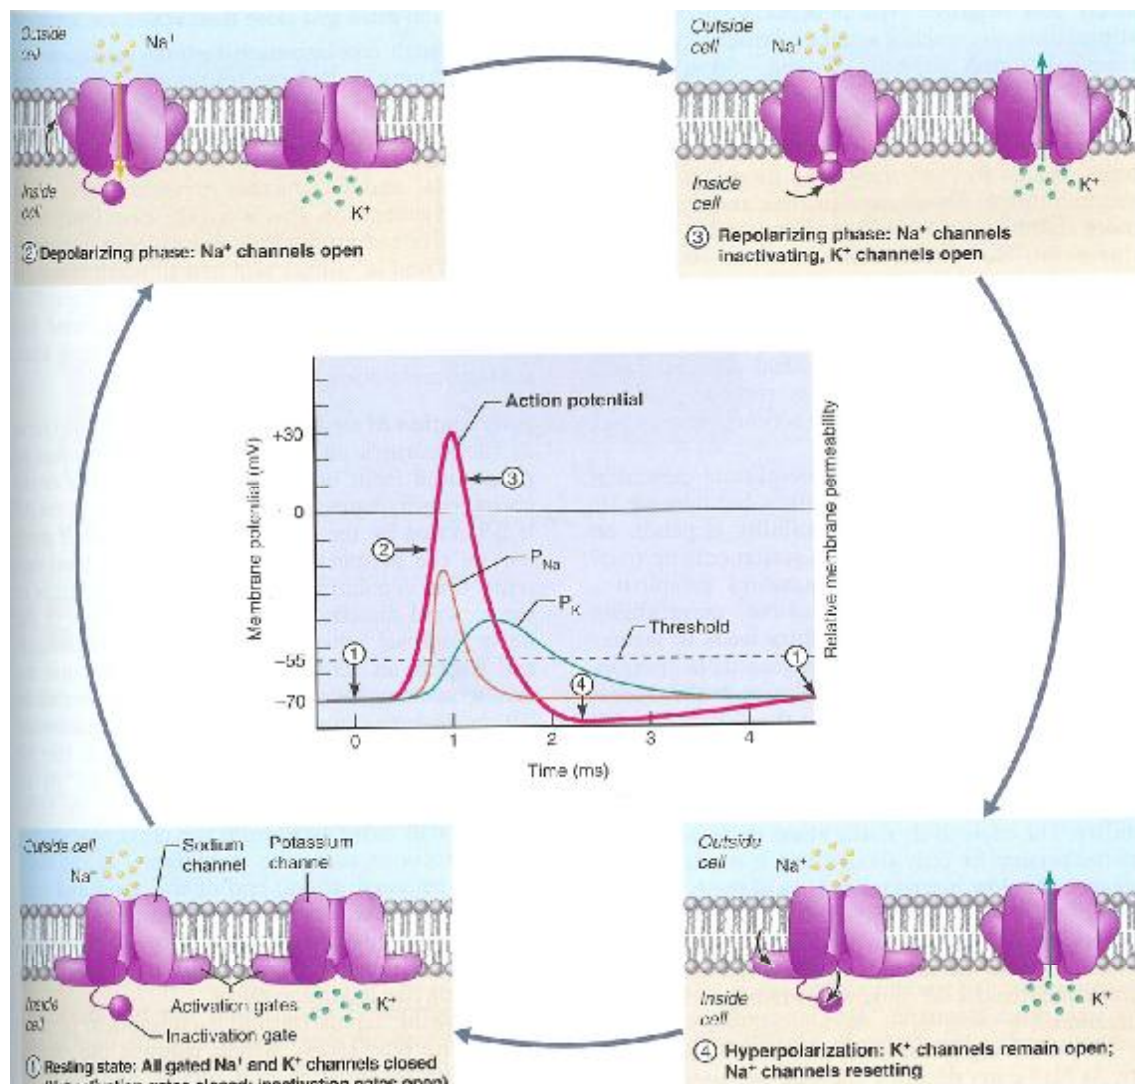 Outside
cell
Na⁺
Inside
cell
K⁺
② Depolarizing phase: Na⁺ channels open
Outside
cell
Na⁺
Inside
cell
K⁺
③ Repolarizing phase: Na⁺ channels
inactivating, K⁺ channels open
Action potential
Membrane potential (mV)
Relative membrane permeability
+30
0
-55
-70
②
③
P_Na
P_K
Threshold
①
①
④
0 1 2 3 4
Time (ms)
Outside cell
Na⁺
Sodium
channel
Potassium
channel
Inside
cell
Activation gates
K⁺
Inactivation gate
① Resting state: All gated Na⁺ and K⁺ channels closed
Outside
cell
Na⁺
Inside
cell
K⁺
④ Hyperpolarization: K⁺ channels remain open;
Na⁺ channels resetting